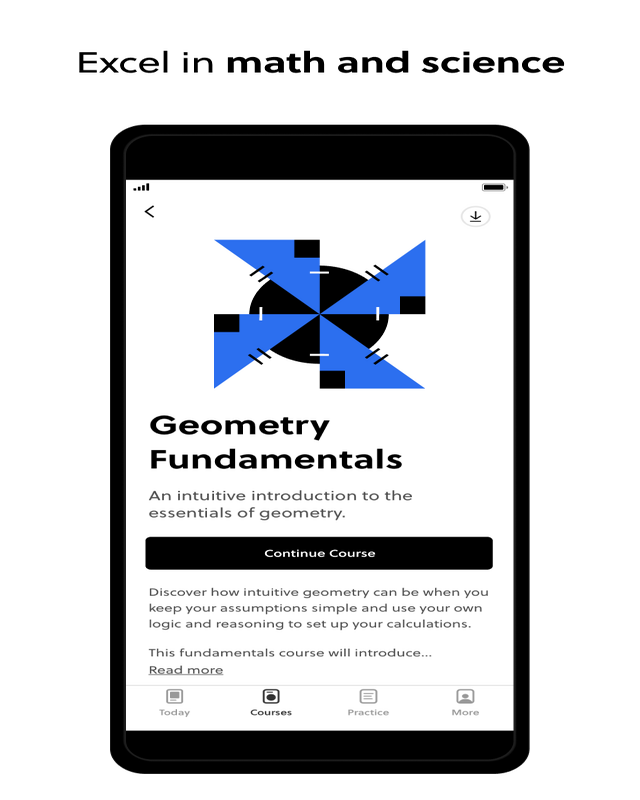 Excel in math and science
Geometry
Fundamentals
An intuitive introduction to the
essentials of geometry.
Continue Course
Discover how intuitive geometry can be when you
keep your assumptions simple and use your own
logic and reasoning to set up your calculations.
This fundamentals course will introduce...
Read more
Today
Courses
Practice
More